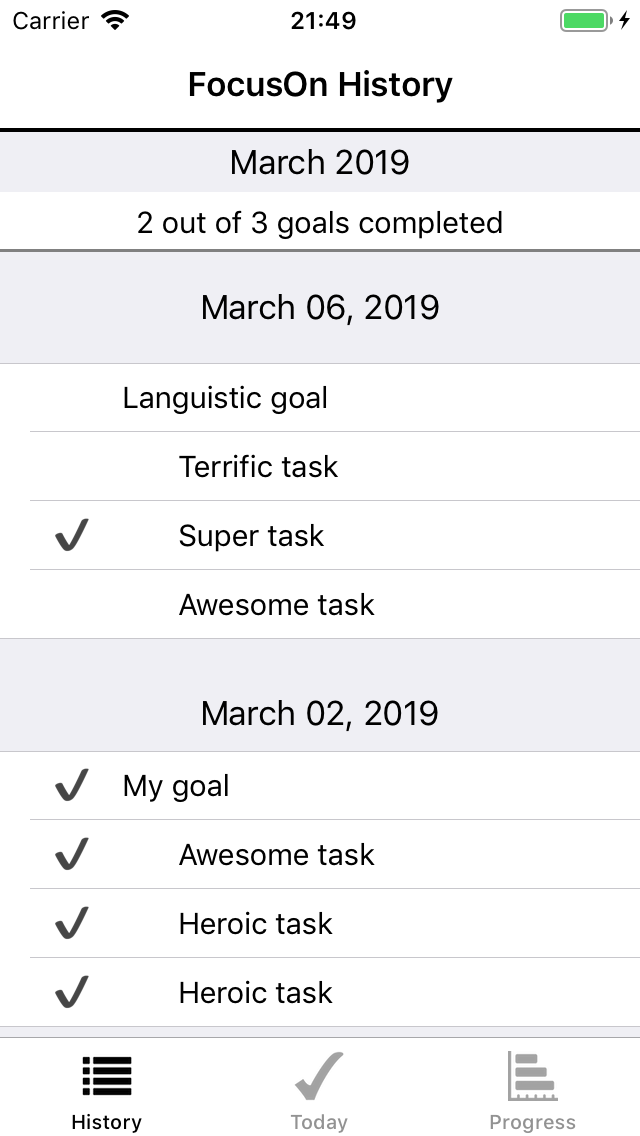 Carrier 21:49
FocusOn History
March 2019
2 out of 3 goals completed
March 06, 2019
Languistic goal
Terrific task
Super task
Awesome task
March 02, 2019
My goal
Awesome task
Heroic task
Heroic task
History Today Progress